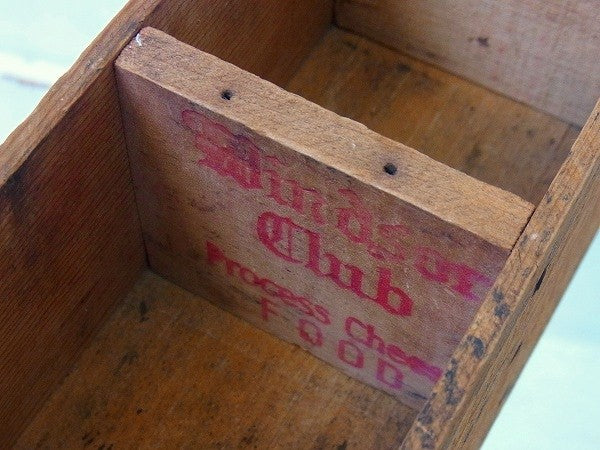 Windsor
Club
Process Chees
FOOD